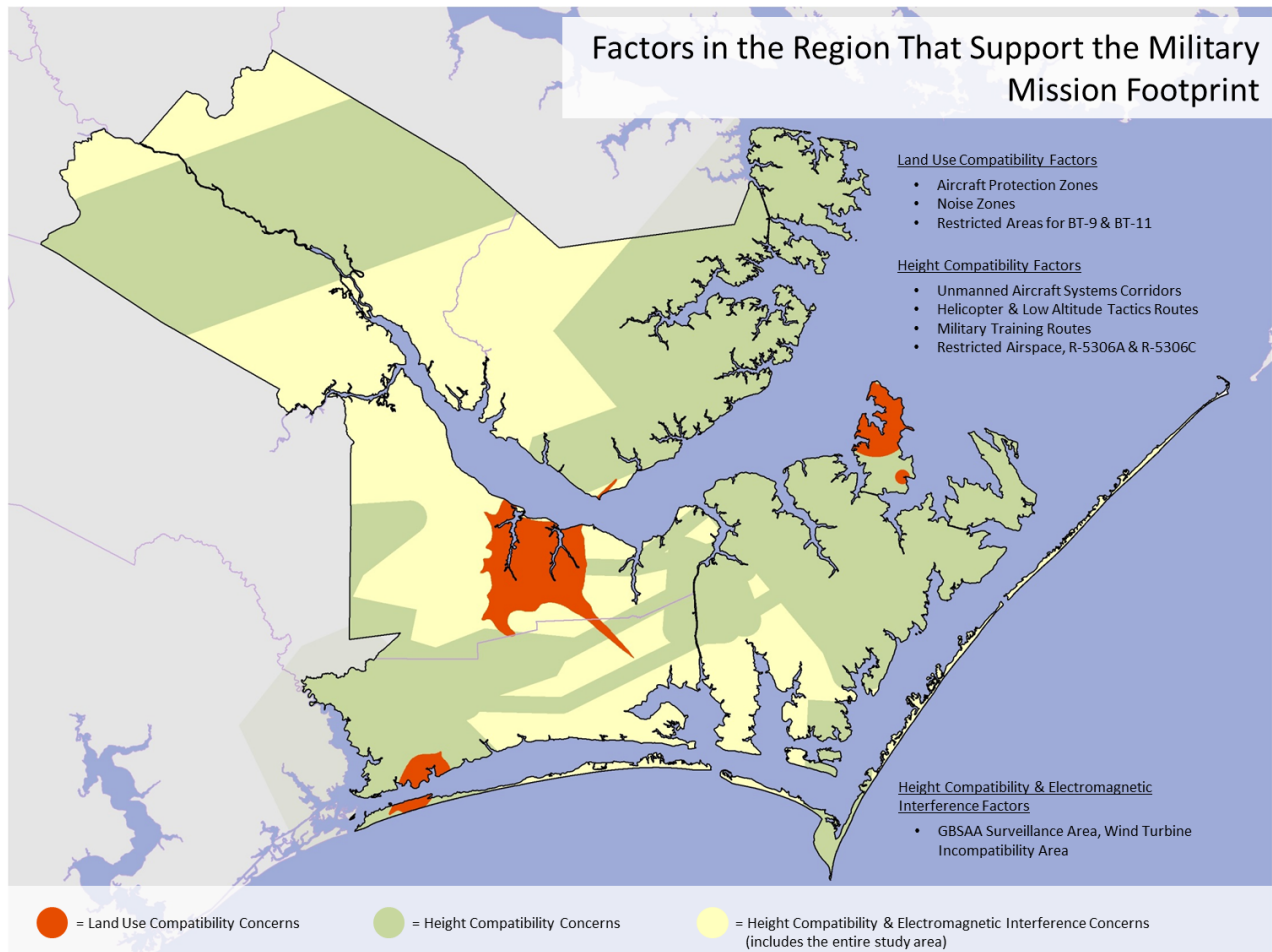 Factors in the Region That Support the Military
Mission Footprint
Land Use Compatibility Factors
• Aircraft Protection Zones
• Noise Zones
• Restricted Areas for BT-9 & BT-11
Height Compatibility Factors
• Unmanned Aircraft Systems Corridors
• Helicopter & Low Altitude Tactics Routes
• Military Training Routes
• Restricted Airspace, R-5306A & R-5306C
Height Compatibility & Electromagnetic
Interference Factors
• GBSAA Surveillance Area, Wind Turbine
Incompatibility Area
= Land Use Compatibility Concerns
= Height Compatibility Concerns
= Height Compatibility & Electromagnetic Interference Concerns
(includes the entire study area)